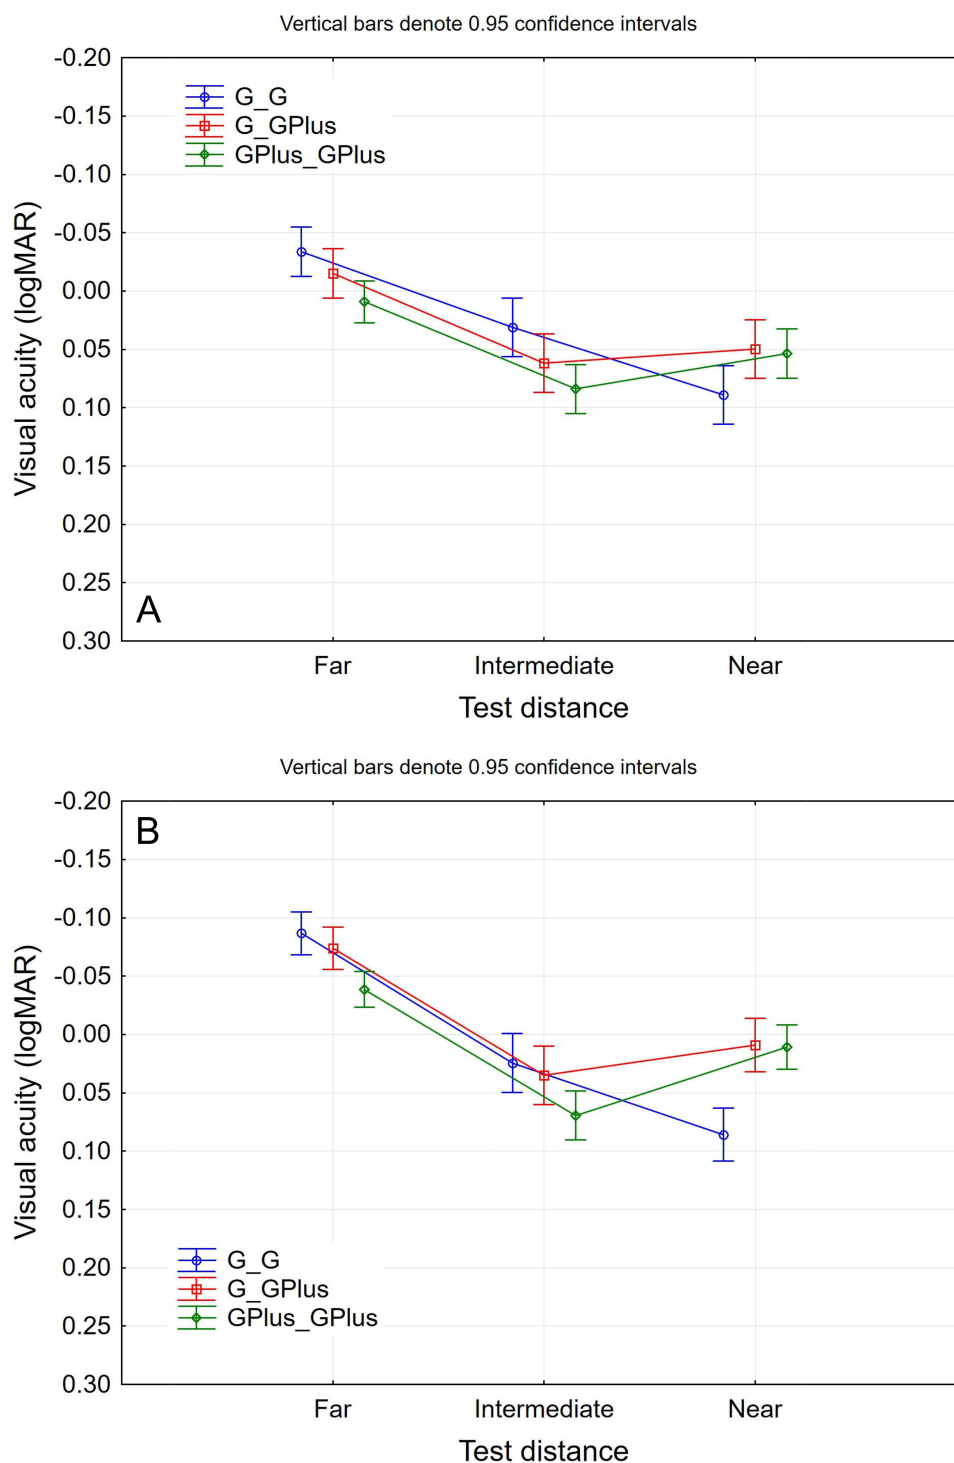 Vertical bars denote 0.95 confidence intervals
-0.20
G_G
-0.15
G_GPlus
GPlus_GPlus
-0.10
-0.05
0.00
0.05
0.10
0.15
0.20
0.25
A
0.30
Visual acuity (logMAR)
Far Intermediate Near
Test distance
Vertical bars denote 0.95 confidence intervals
-0.20
B
-0.15
-0.10
-0.05
0.00
0.05
0.10
0.15
G_G
0.20
G_GPlus
GPlus_GPlus
0.25
0.30
Visual acuity (logMAR)
Far Intermediate Near
Test distance